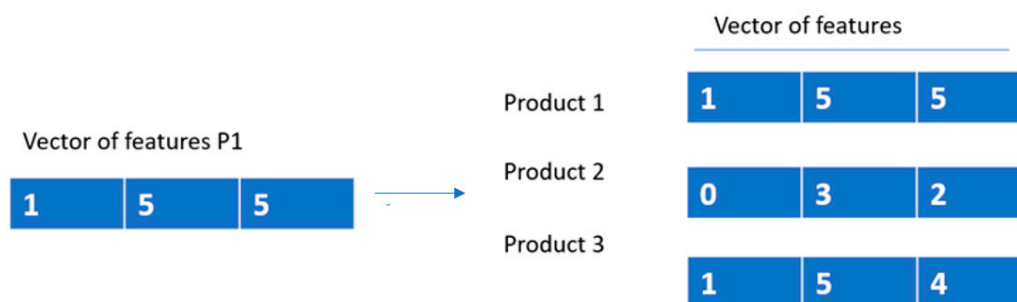 Vector of features
Product 1
1 5 5
Vector of features P1
Product 2
0 3 2
1 5 5
Product 3
1 5 4